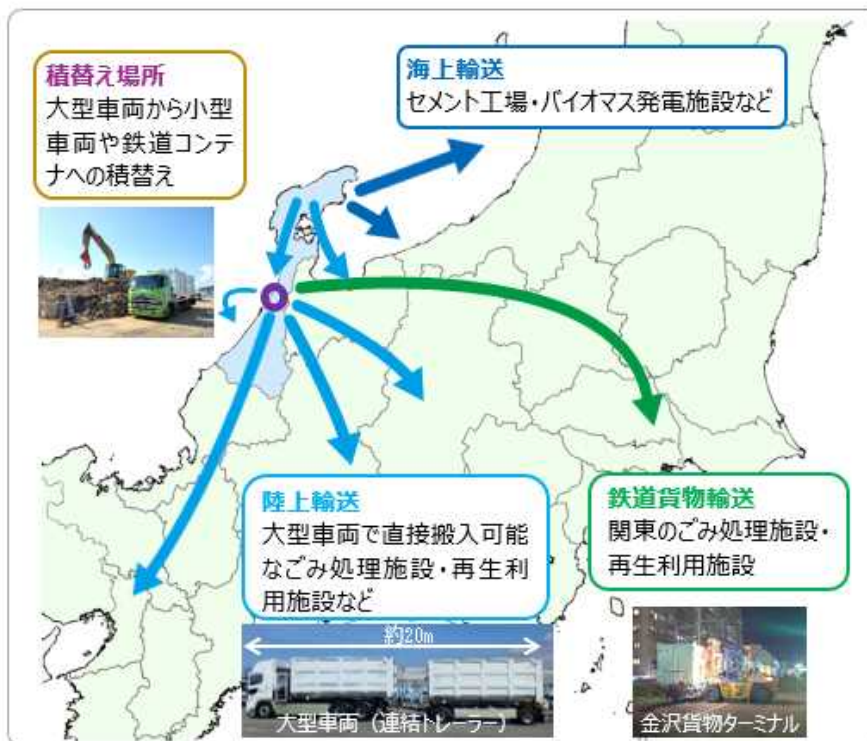 積替え場所
大型車両から小型
車両や鉄道コンテ
ナへの積替え
海上輸送
セメント工場・バイオマス発電施設など
陸上輸送
大型車両で直接搬入可能
なごみ処理施設・再生利
用施設など
鉄道貨物輸送
関東のごみ処理施設・
再生利用施設
約20m
大型車両（連結トレーラー）
金沢貨物ターミナル